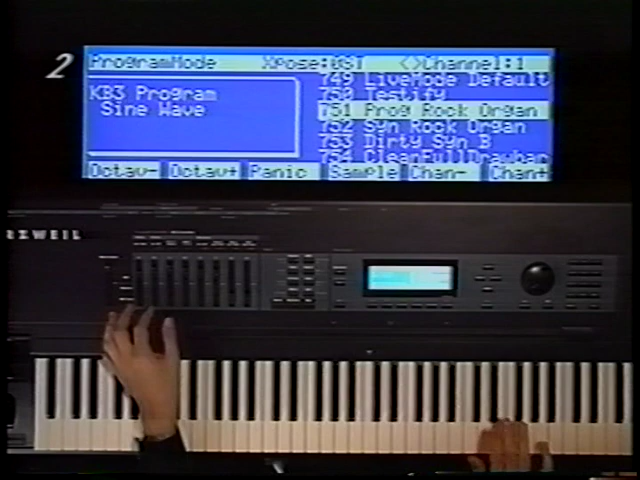 2
ProgramMode Xpose:0ST <>Channel:1
KB3 Program
Sine Wave
749 LiveMode Default
750 Testify
751 Prog Rock Organ
752 Syn Rock Organ
753 Dirty Syn B
754 CleanFullDrawbar
Octav- Octav+ Panic Sample Chan- Chan+
RZWEIL